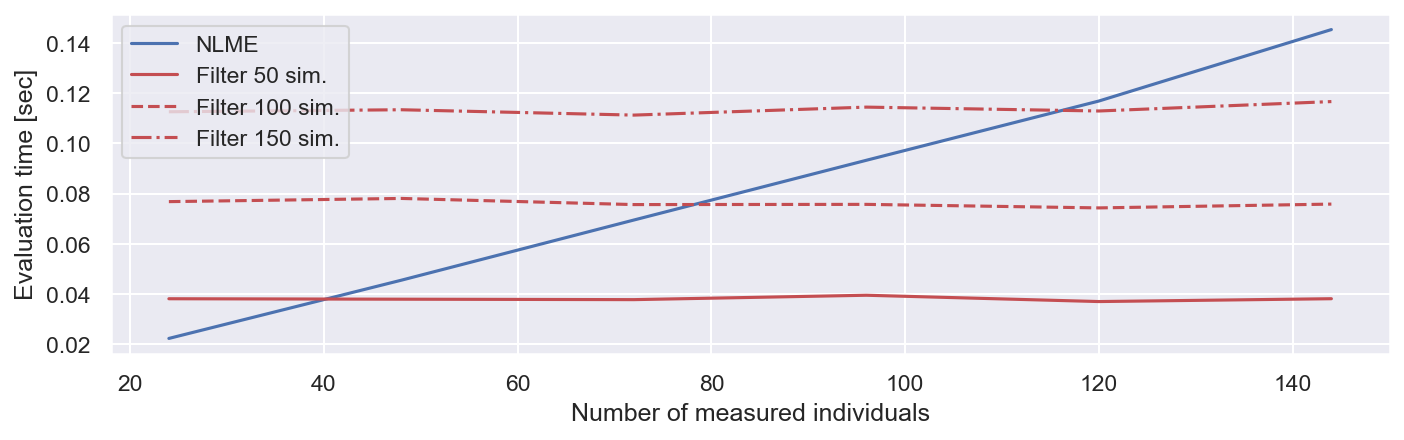 NLME
Filter 50 sim.
Filter 100 sim.
Filter 150 sim.
Evaluation time [sec]
0.14
0.12
0.10
0.08
0.06
0.04
0.02
20 40 60 80 100 120 140
Number of measured individuals